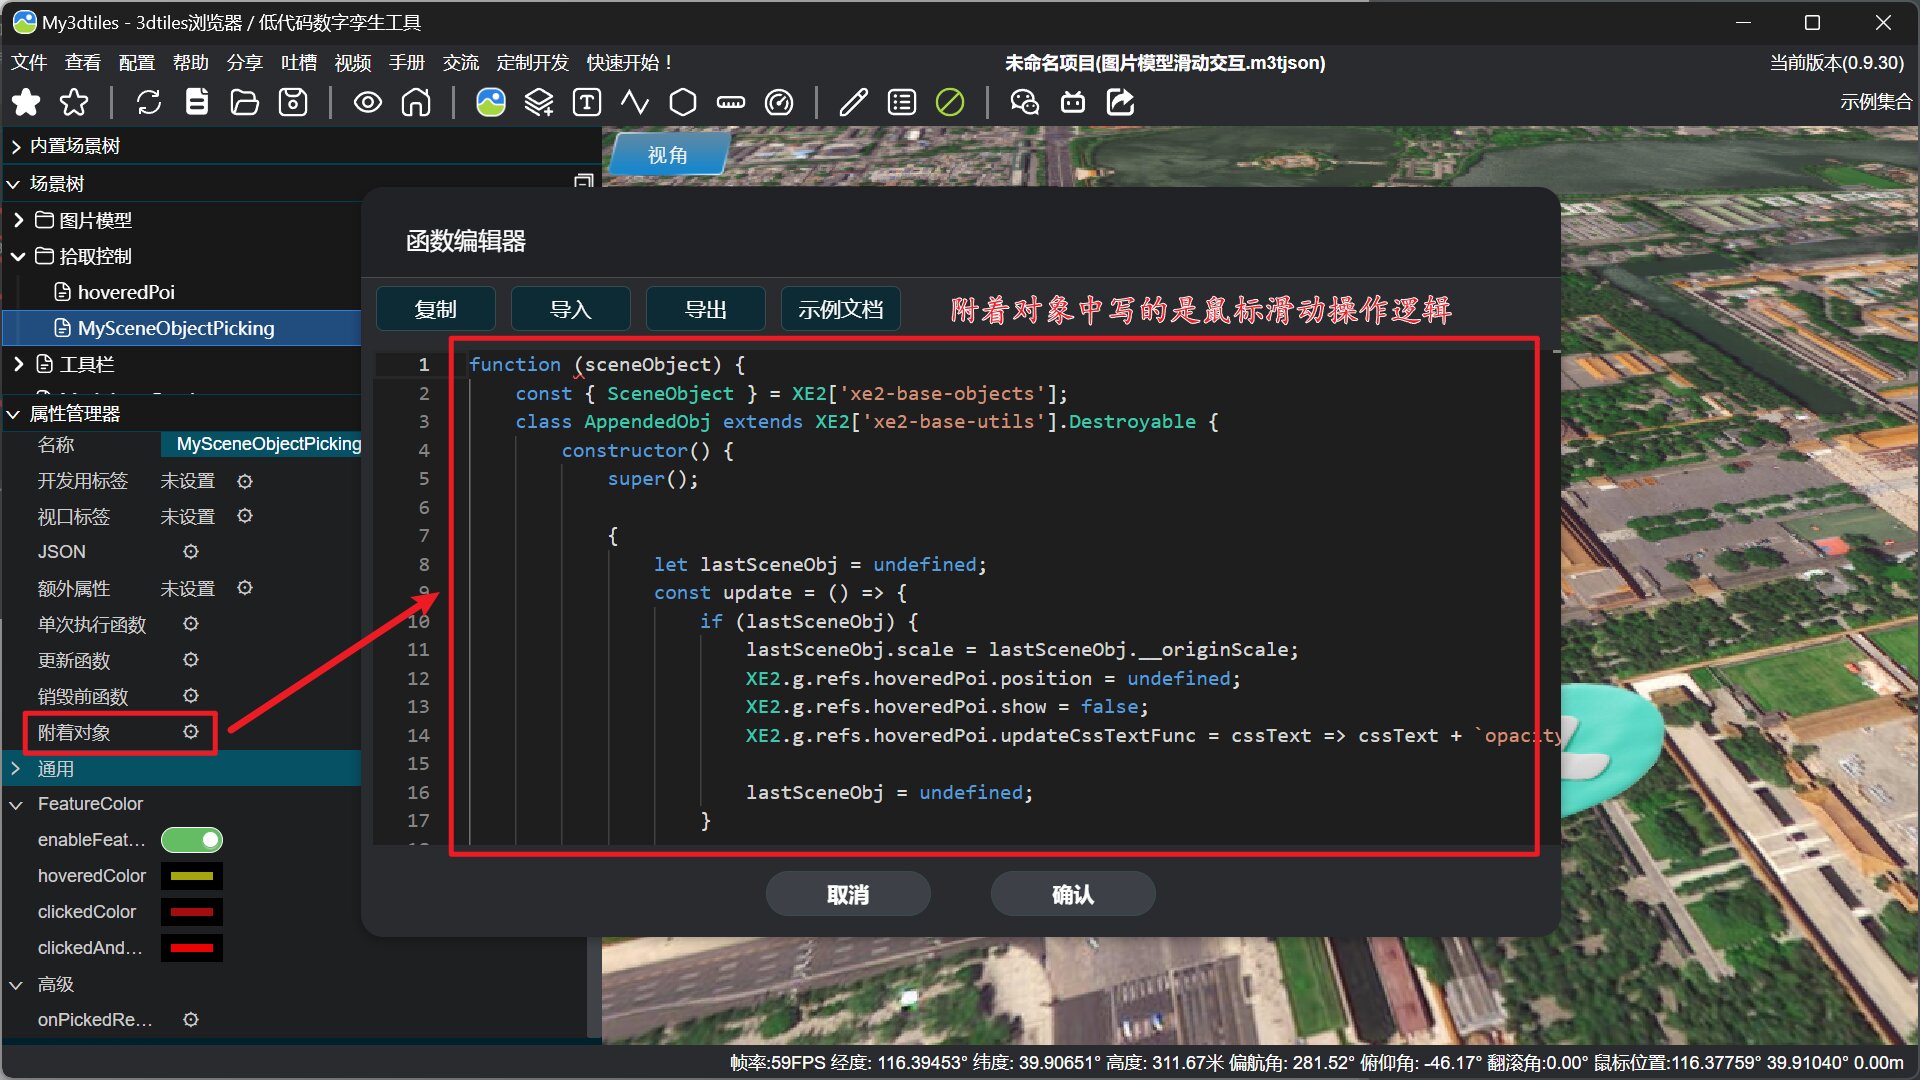 My3dtiles - 3dtiles浏览器 / 低代码数字孪生工具
文件 查看 配置 帮助 分享 吐槽 视频 手册 交流 定制开发 快速开始！
未命名项目(图片模型滑动交互.m3tjson)
当前版本(0.9.30)
示例集合
内置场景树
场景树
图片模型
拾取控制
hoveredPoi
MySceneObjectPicking
工具栏
属性管理器
名称 MySceneObjectPicking
开发用标签 未设置
视口标签 未设置
JSON
额外属性 未设置
单次执行函数
更新函数
销毁前函数
附着对象
通用
FeatureColor
enableFeat...
hoveredColor
clickedColor
clickedAnd...
高级
onPickedRe...
视角
函数编辑器
复制 导入 导出 示例文档
附着对象中写的是鼠标滑动操作逻辑
1 function (sceneObject) {
2 const { SceneObject } = XE2['xe2-base-objects'];
3 class AppendedObj extends XE2['xe2-base-utils'].Destroyable {
4 constructor() {
5 super();
6
7 {
8 let lastSceneObj = undefined;
9 const update = () => {
10 if (lastSceneObj) {
11 lastSceneObj.scale = lastSceneObj.__originScale;
12 XE2.g.refs.hoveredPoi.position = undefined;
13 XE2.g.refs.hoveredPoi.show = false;
14 XE2.g.refs.hoveredPoi.updateCssTextFunc = cssText => cssText + `opacity
15
16 lastSceneObj = undefined;
17 }
取消 确认
帧率:59FPS 经度: 116.39453° 纬度: 39.90651° 高度: 311.67米 偏航角: 281.52° 俯仰角: -46.17° 翻滚角:0.00° 鼠标位置:116.37759° 39.91040° 0.00m